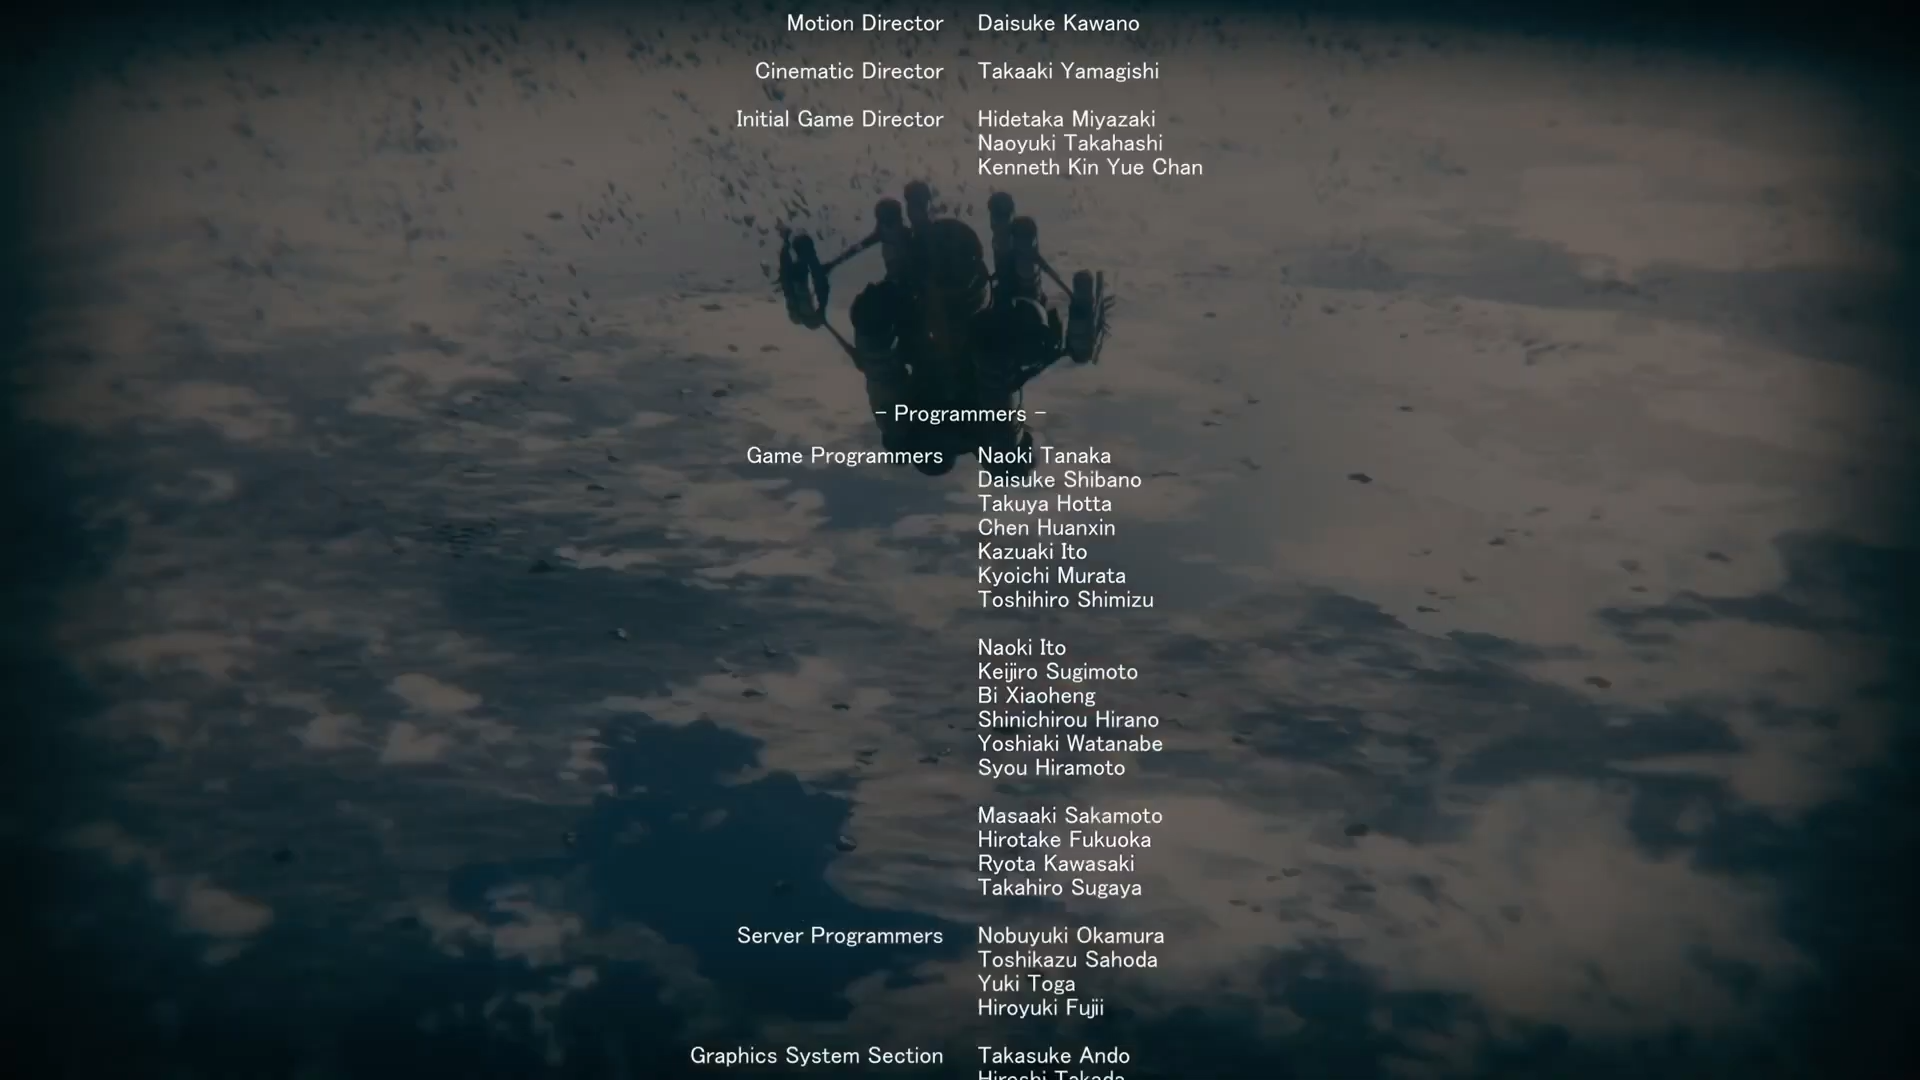 Motion Director Daisuke Kawano
Cinematic Director Takaaki Yamagishi
Initial Game Director Hidetaka Miyazaki
Naoyuki Takahashi
Kenneth Kin Yue Chan
- Programmers -
Game Programmers Naoki Tanaka
Daisuke Shibano
Takuya Hotta
Chen Huanxin
Kazuaki Ito
Kyoichi Murata
Toshihiro Shimizu
Naoki Ito
Keijiro Sugimoto
Bi Xiaoheng
Shinichirou Hirano
Yoshiaki Watanabe
Syou Hiramoto
Masaaki Sakamoto
Hirotake Fukuoka
Ryota Kawasaki
Takahiro Sugaya
Server Programmers Nobuyuki Okamura
Toshikazu Sahoda
Yuki Toga
Hiroyuki Fujii
Graphics System Section Takasuke Ando
Hiroshi Takada